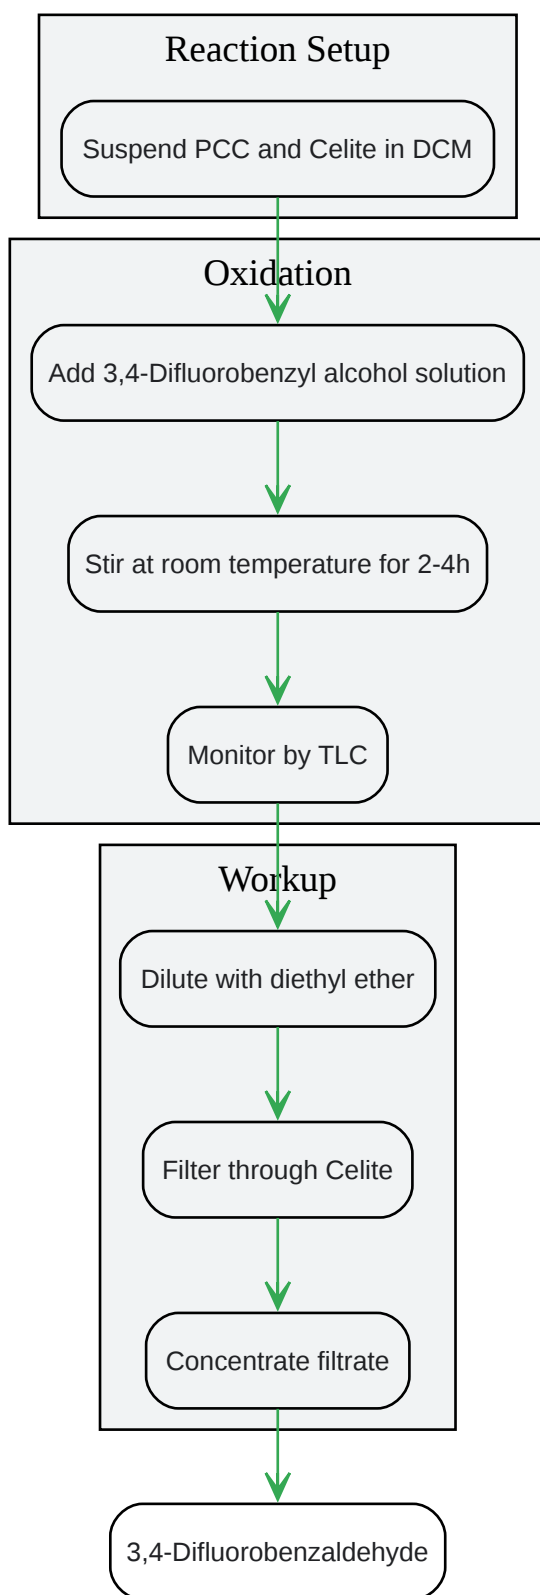 Reaction Setup
Suspend PCC and Celite in DCM
Oxidation
Add 3,4-Difluorobenzyl alcohol solution
Stir at room temperature for 2-4h
Monitor by TLC
Workup
Dilute with diethyl ether
Filter through Celite
Concentrate filtrate
3,4-Difluorobenzaldehyde